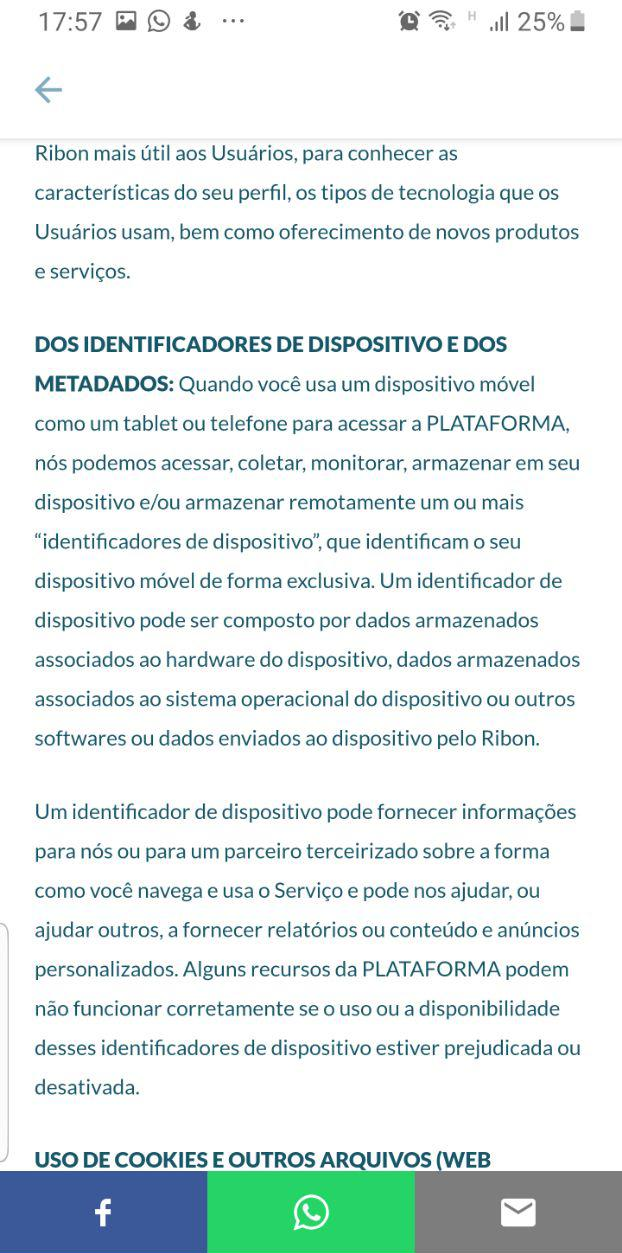 17:57
H
25%
Ribon mais útil aos Usuários, para conhecer as
características do seu perfil, os tipos de tecnologia que os
Usuários usam, bem como oferecimento de novos produtos
e serviços.
DOS IDENTIFICADORES DE DISPOSITIVO E DOS
METADADOS: Quando você usa um dispositivo móvel
como um tablet ou telefone para acessar a PLATAFORMA,
nós podemos acessar, coletar, monitorar, armazenar em seu
dispositivo e/ou armazenar remotamente um ou mais
“identificadores de dispositivo”, que identificam o seu
dispositivo móvel de forma exclusiva. Um identificador de
dispositivo pode ser composto por dados armazenados
associados ao hardware do dispositivo, dados armazenados
associados ao sistema operacional do dispositivo ou outros
softwares ou dados enviados ao dispositivo pelo Ribon.
Um identificador de dispositivo pode fornecer informações
para nós ou para um parceiro terceirizado sobre a forma
como você navega e usa o Serviço e pode nos ajudar, ou
ajudar outros, a fornecer relatórios ou conteúdo e anúncios
personalizados. Alguns recursos da PLATAFORMA podem
não funcionar corretamente se o uso ou a disponibilidade
desses identificadores de dispositivo estiver prejudicada ou
desativada.
USO DE COOKIES E OUTROS ARQUIVOS (WEB